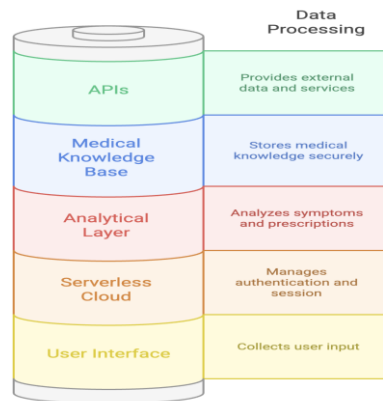 Data
Processing
APIs
Provides external
data and services
Medical
Knowledge
Base
Stores medical
knowledge securely
Analytical
Layer
Analyzes symptoms
and prescriptions
Serverless
Cloud
Manages
authentication and
session
User Interface
Collects user input